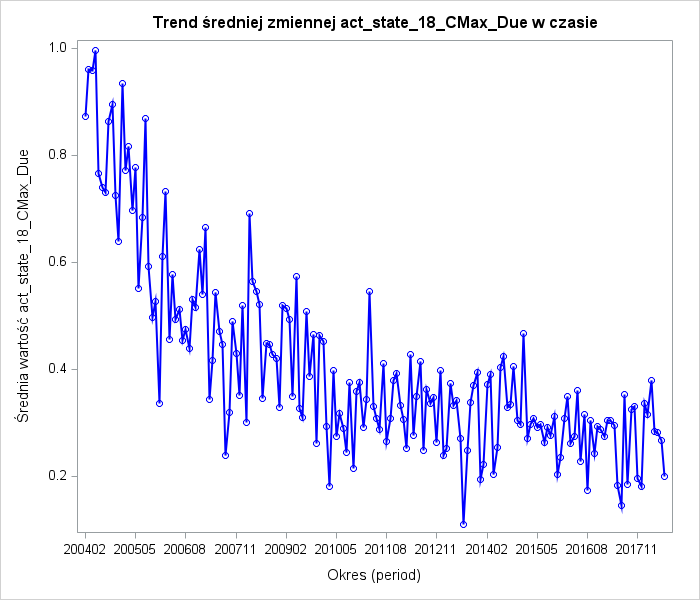 Trend średniej zmiennej act_state_18_CMax_Due w czasie
Średnia wartość act_state_18_CMax_Due
1.0
0.8
0.6
0.4
0.2
200402 200505 200608 200711 200902 201005 201108 201211 201402 201505 201608 201711
Okres (period)